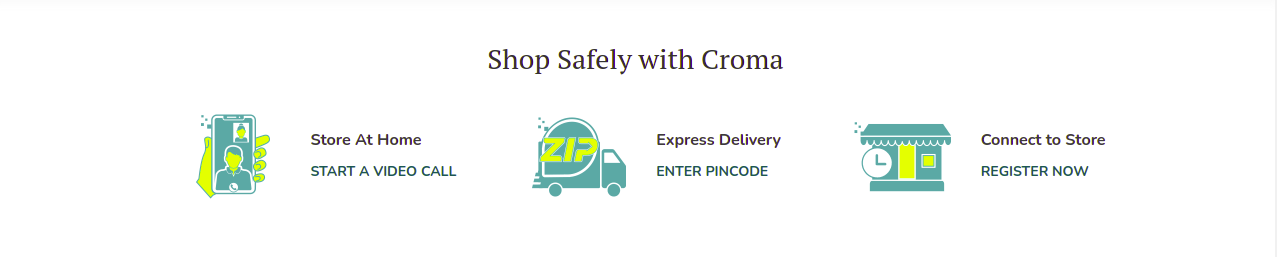 Shop Safely with Croma
Store At Home
START A VIDEO CALL
ZIP
Express Delivery
ENTER PINCODE
Connect to Store
REGISTER NOW